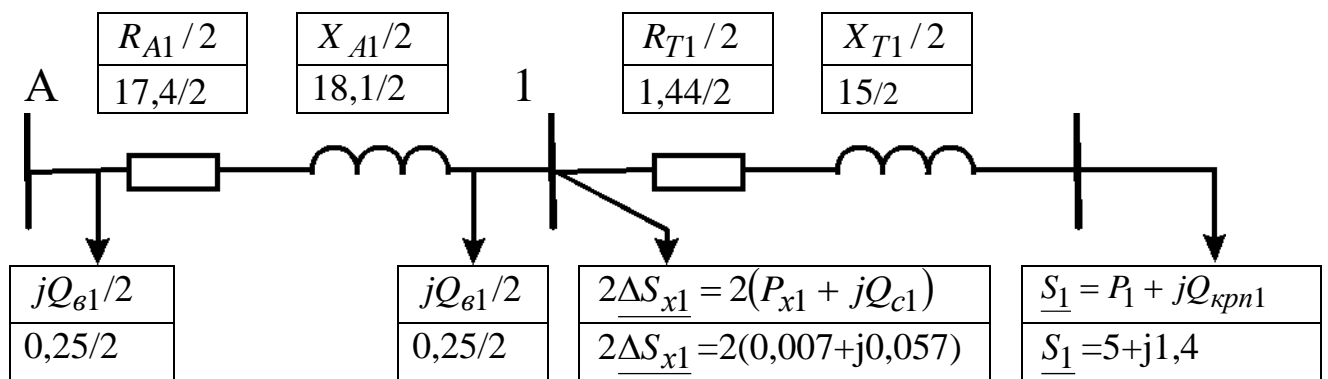 R_A1/2
X_A1/2
R_T1/2
X_T1/2
A
17,4/2
18,1/2
1
1,44/2
15/2
jQ_в1/2
jQ_в1/2
2ΔS_x1 = 2(P_x1 + jQ_c1)
S_1 = P_1 + jQ_крп1
0,25/2
0,25/2
2ΔS_x1 =2(0,007+j0,057)
S_1 =5+j1,4